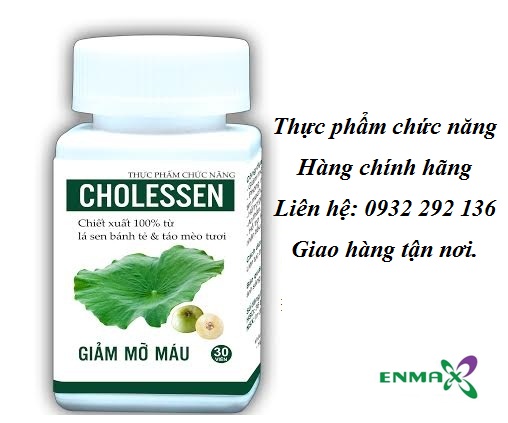 Thực phẩm chức năng
Hàng chính hãng
Liên hệ: 0932 292 136
Giao hàng tận nơi.
THỰC PHẨM CHỨC NĂNG
CHOLESSEN
Chiết xuất 100% từ
lá sen bánh tẻ & táo mèo tươi
GIẢM MỠ MÁU
30
VIÊN
ENMAX